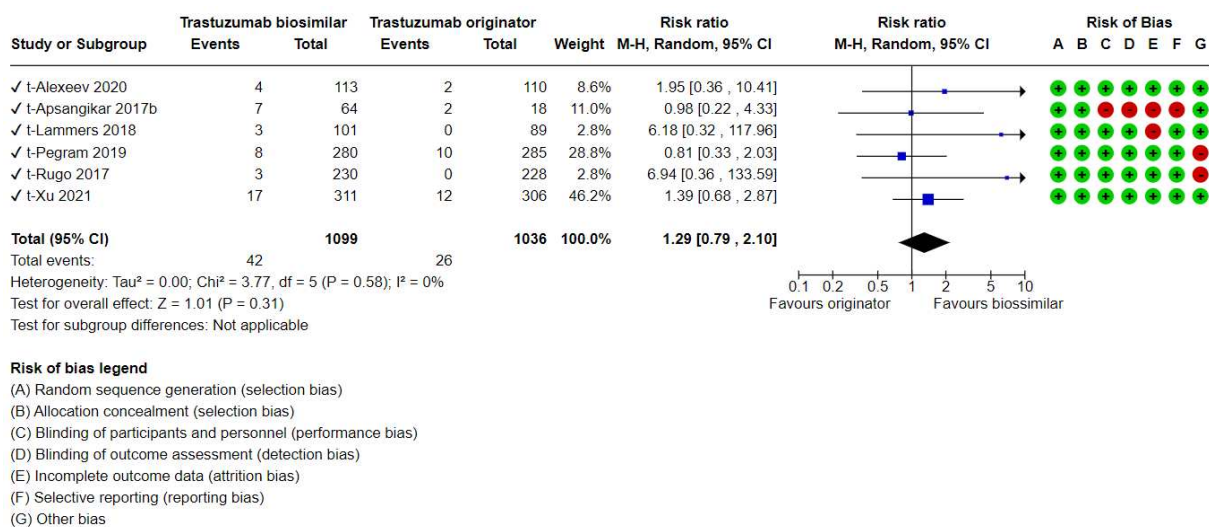 Trastuzumab biosimilar Trastuzumab originator Risk ratio Risk ratio Risk of Bias
Study or Subgroup Events Total Events Total Weight M-H, Random, 95% CI M-H, Random, 95% CI A B C D E F G
✓ t-Alexeev 2020 4 113 2 110 8.6% 1.95 [0.36 , 10.41] + + + + + + +
✓ t-Apsangikar 2017b 7 64 2 18 11.0% 0.98 [0.22 , 4.33] + + - - - - +
✓ t-Lammers 2018 3 101 0 89 2.8% 6.18 [0.32 , 117.96] + + + + - + +
✓ t-Pegram 2019 8 280 10 285 28.8% 0.81 [0.33 , 2.03] + + + + + + -
✓ t-Rugo 2017 3 230 0 228 2.8% 6.94 [0.36 , 133.59] + + + + + + -
✓ t-Xu 2021 17 311 12 306 46.2% 1.39 [0.68 , 2.87] + + + + + + +
Total (95% CI) 1099 1036 100.0% 1.29 [0.79 , 2.10]
Total events: 42 26
Heterogeneity: Tau² = 0.00; Chi² = 3.77, df = 5 (P = 0.58); I² = 0%
Test for overall effect: Z = 1.01 (P = 0.31)
Test for subgroup differences: Not applicable
0.1 0.2 0.5 1 2 5 10
Favours originator Favours biossimilar
Risk of bias legend
(A) Random sequence generation (selection bias)
(B) Allocation concealment (selection bias)
(C) Blinding of participants and personnel (performance bias)
(D) Blinding of outcome assessment (detection bias)
(E) Incomplete outcome data (attrition bias)
(F) Selective reporting (reporting bias)
(G) Other bias